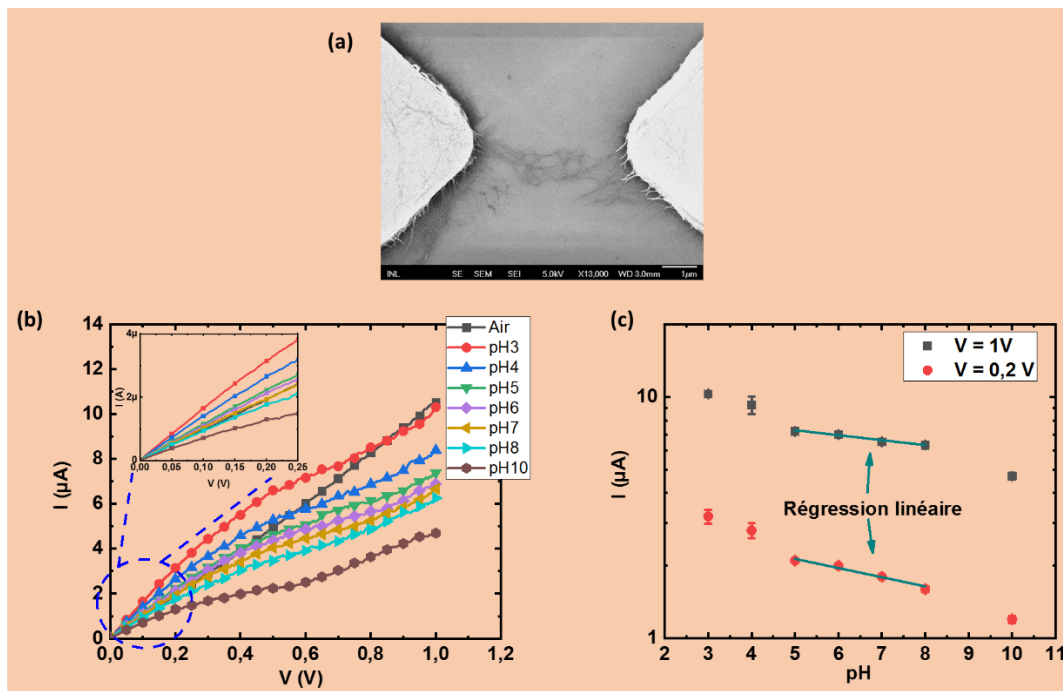 (a)
INL SE SEM SEI 5.0kV X13,000 WD 3.0mm 1µm
(b)
14
12
10
8
6
4
2
0
I (µA)
0,0 0,2 0,4 0,6 0,8 1,0
V (V)
4µ
2µ
0
I (A)
0,00 0,05 0,10 0,15 0,20 0,25
V (V)
Air
pH3
pH4
pH5
pH6
pH7
pH8
pH10
(c)
V = 1V
V = 0,2 V
10
1
I (µA)
Régression linéaire
2 3 4 5 6 7 8 9 10 11
pH